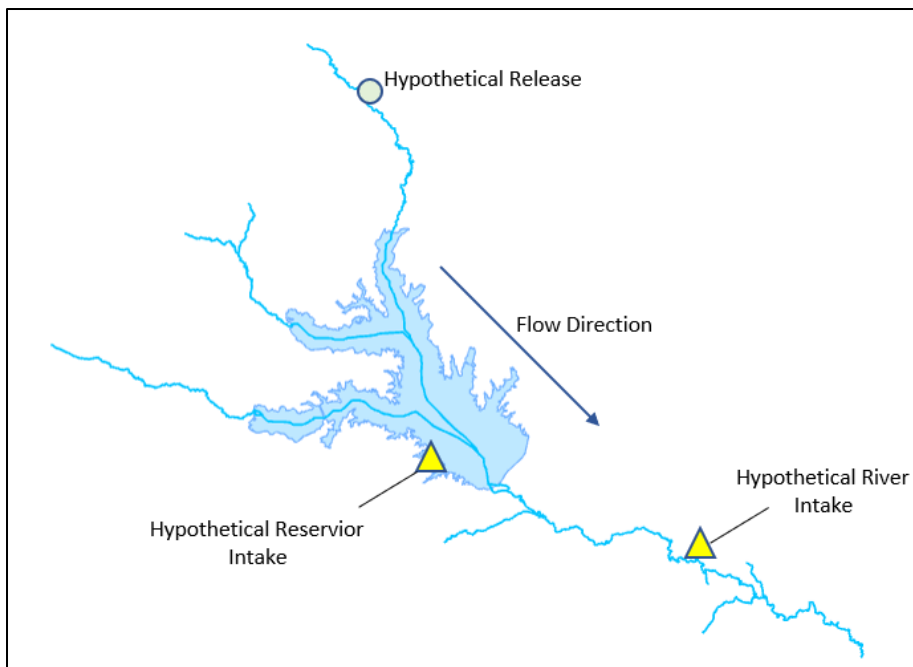 Hypothetical Release
Flow Direction
Hypothetical River
Intake
Hypothetical Reservior
Intake